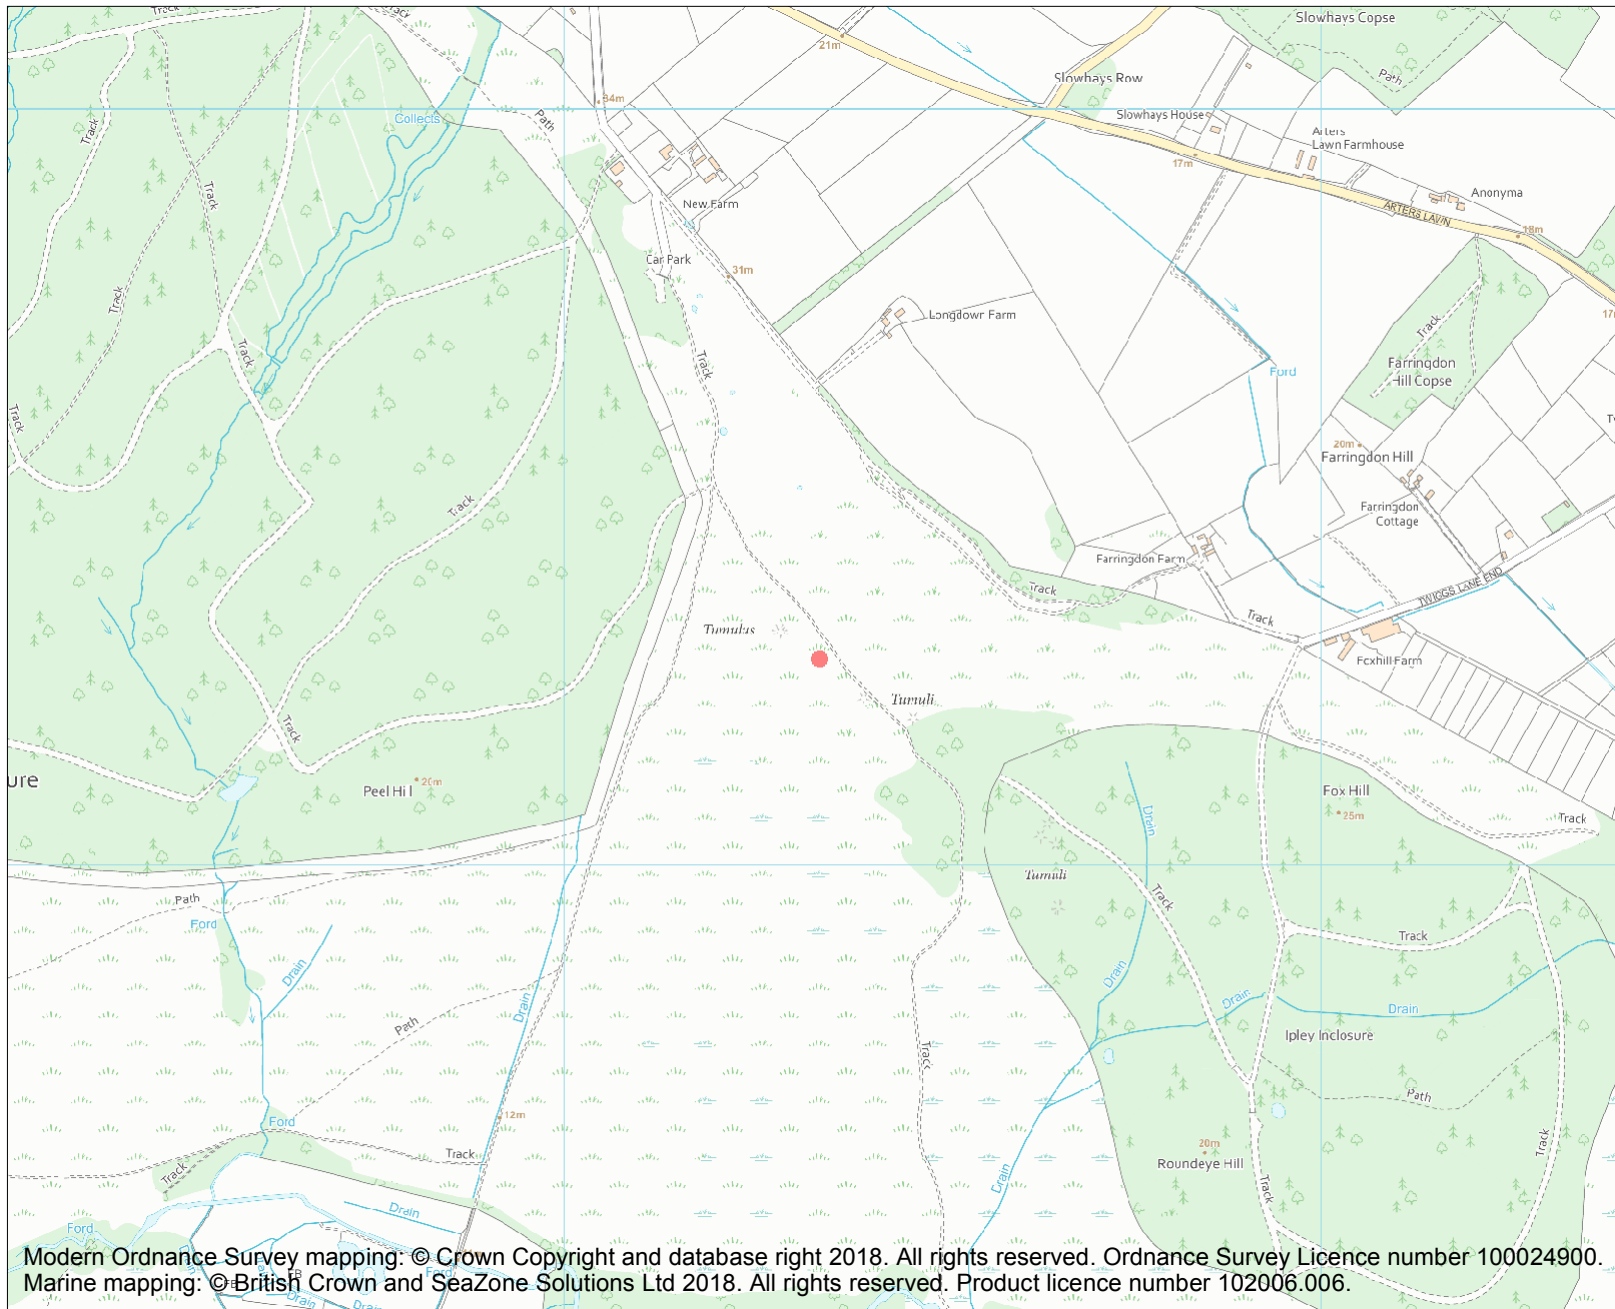 Track
Slowhays Copse
21m
Path
Slowhays Row
34m
Slowhays House
Collects
Path
Track
Arters
Lawn Farmhouse
17m
Track
Anonyma
New Farm
ARTERS LAWN
18m
Car Park
31m
Track
Longdown Farm
Track
Track
Track
Ford
Farringdon
Hill Copse
Track
20m
Farringdon Hill
Track
Farringdon
Cottage
Farringdon Farm
Track
TWIGGS LANE END
Track
Tumulus
Foxhill Farm
Tumuli
Track
ure
Peel Hill
20m
Fox Hill
25m
Track
Drain
Tumuli
Path
Track
Ford
Track
Drain
Drain
Drain
Drain
Drain
Path
Ipley Inclosure
Track
Path
12m
Ford
20m
Track
Track
Roundeye Hill
Track
Drain
Track
Drain
Ford
Modern Ordnance Survey mapping: © Crown Copyright and database right 2018. All rights reserved. Ordnance Survey Licence number 100024900.
Ford
Marine mapping: © British Crown and SeaZone Solutions Ltd 2018. All rights reserved. Product licence number 102006.006.
Drain
Drain